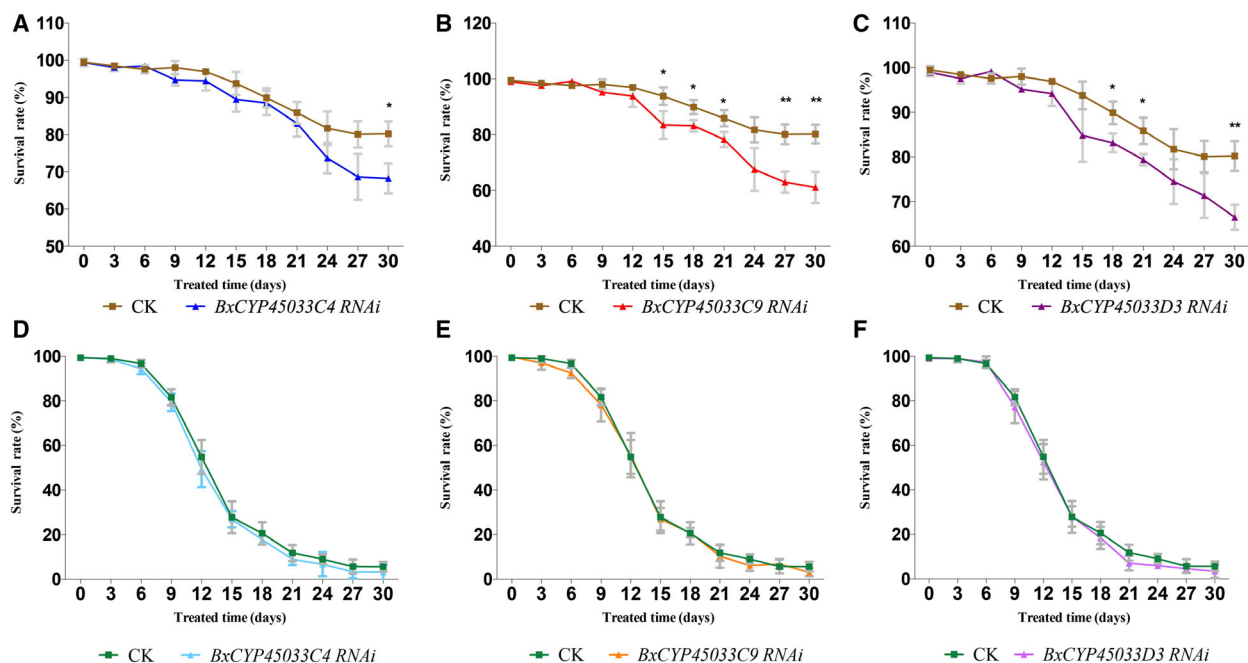 A
Survival rate (%)
110
100
90
80
70
60
50
*
0 3 6 9 12 15 18 21 24 27 30
Treated time (days)
CK BxCYP45033C4 RNAi
B
Survival rate (%)
120
100
80
60
40
* * * ** **
0 3 6 9 12 15 18 21 24 27 30
Treated time (days)
CK BxCYP45033C9 RNAi
C
Survival rate (%)
110
100
90
80
70
60
* * **
0 3 6 9 12 15 18 21 24 27 30
Treated time (days)
CK BxCYP45033D3 RNAi
D
Survival rate (%)
100
80
60
40
20
0
0 3 6 9 12 15 18 21 24 27 30
Treated time (days)
CK BxCYP45033C4 RNAi
E
Survival rate (%)
100
80
60
40
20
0
0 3 6 9 12 15 18 21 24 27 30
Treated time (days)
CK BxCYP45033C9 RNAi
F
Survival rate (%)
100
80
60
40
20
0
0 3 6 9 12 15 18 21 24 27 30
Treated time (days)
CK BxCYP45033D3 RNAi